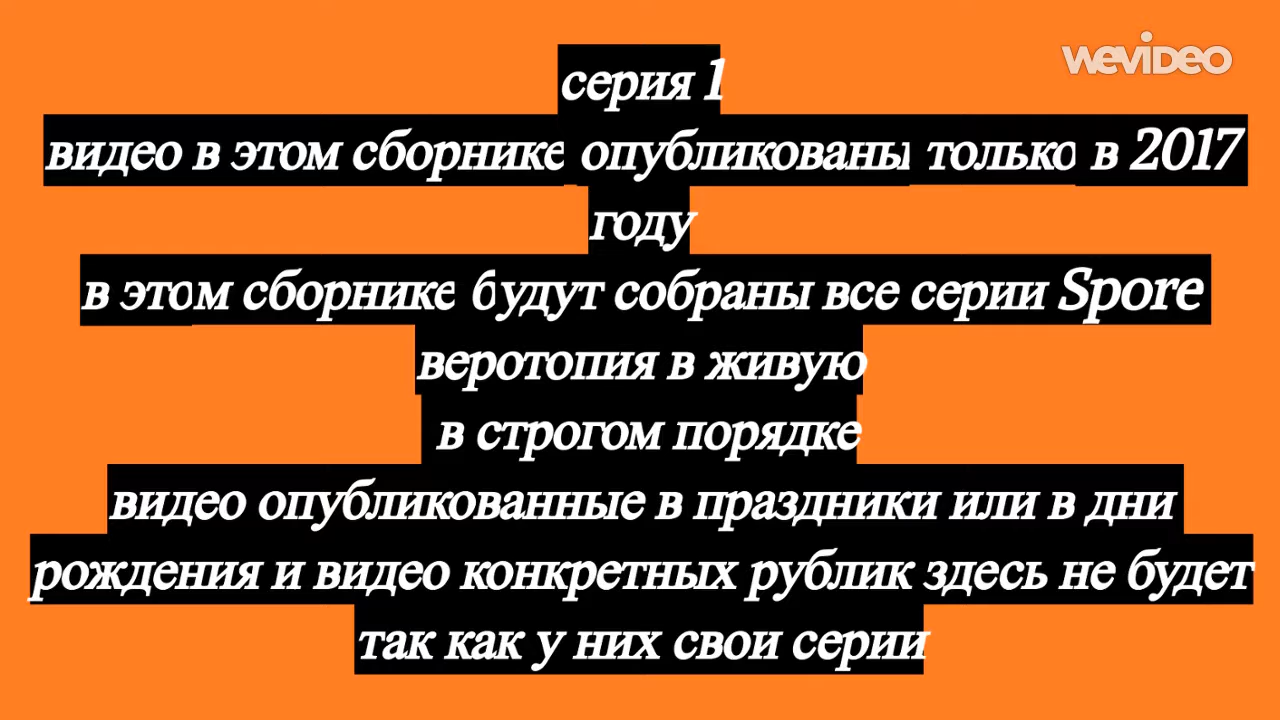 wevideo
серия 1
видео в этом сборнике опубликованы только в 2017
году
в этом сборнике будут собраны все серии Spore
веротопия в живую
в строгом порядке
видео опубликованные в праздники или в дни
рождения и видео конкретных рублик здесь не будет
так как у них свои серии